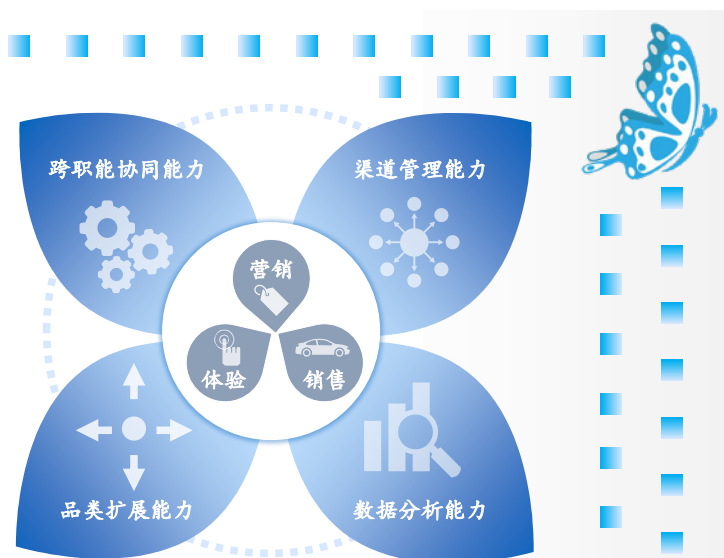 跨职能协同能力
渠道管理能力
营销
体验
销售
品类扩展能力
数据分析能力